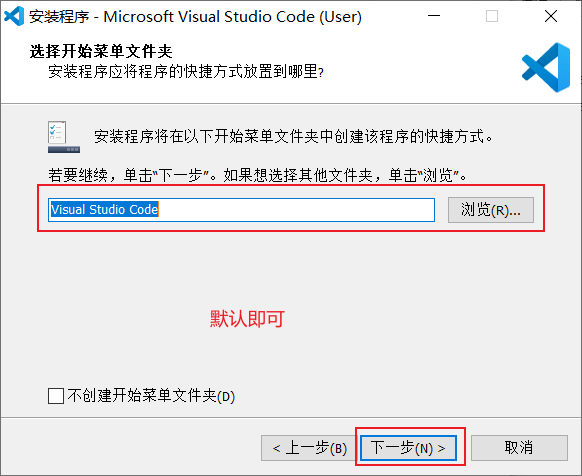 安装程序 - Microsoft Visual Studio Code (User)
选择开始菜单文件夹
安装程序应将程序的快捷方式放置到哪里?
安装程序将在以下开始菜单文件夹中创建该程序的快捷方式。
若要继续，单击“下一步”。如果想选择其他文件夹，单击“浏览”。
Visual Studio Code 浏览(R)...
默认即可
不创建开始菜单文件夹(D)
< 上一步(B) 下一步(N) > 取消